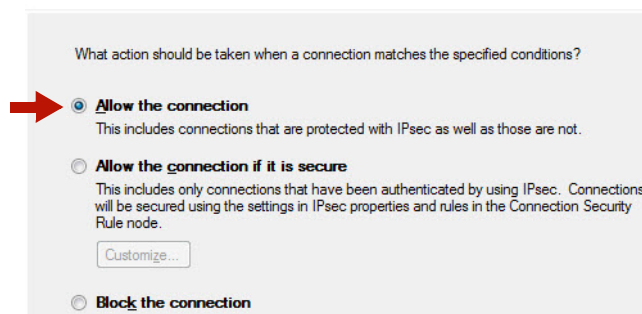 What action should be taken when a connection matches the specified conditions?
Allow the connection
This includes connections that are protected with IPsec as well as those are not.
Allow the connection if it is secure
This includes only connections that have been authenticated by using IPsec. Connections
will be secured using the settings in IPsec properties and rules in the Connection Security
Rule node.
Customize...
Block the connection